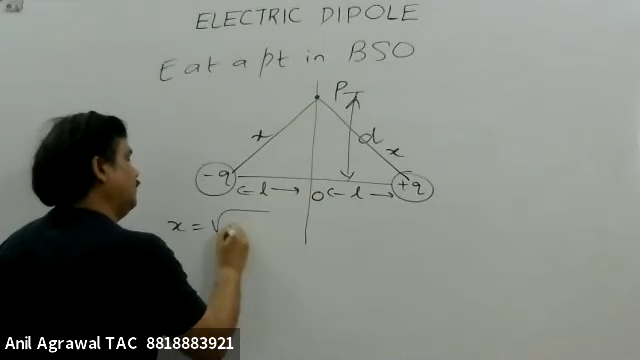 ELECTRIC DIPOLE
E at a pt in BSO
P
x d x
-q +q
← l → O ← l →
x = √
Anil Agrawal TAC 8818883921